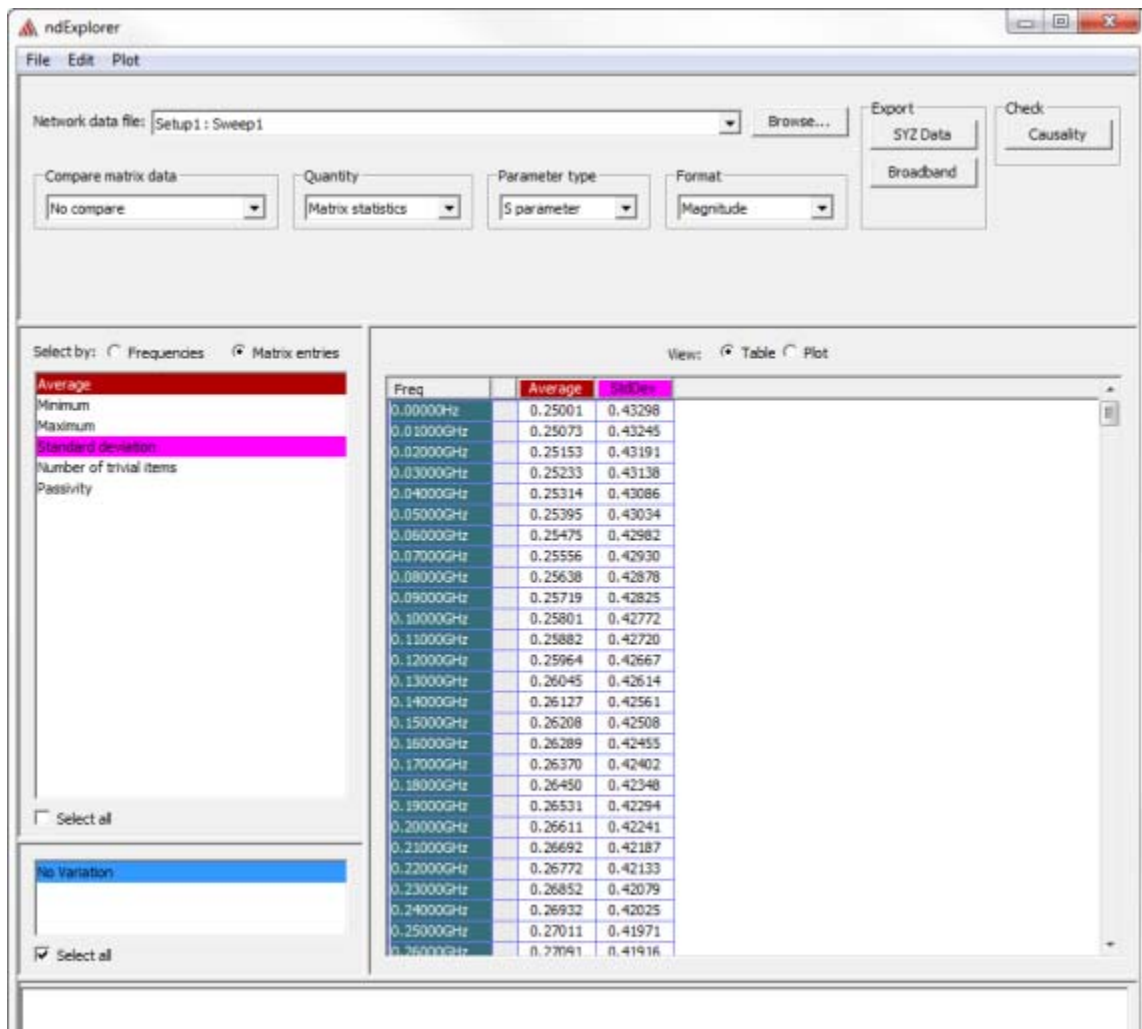 ndExplorer
File Edit Plot
Network data file: Setup1 : Sweep1 Browse... Export Check
SYZ Data Causality
Broadband
Compare matrix data Quantity Parameter type Format
No compare Matrix statistics S parameter Magnitude
Select by: Frequencies Matrix entries
Average
Minimum
Maximum
Standard deviation
Number of trivial items
Passivity
Select all
No Variation
Select all
View: Table Plot
Freq Average StdDev
0.00000Hz 0.25001 0.43298
0.01000GHz 0.25073 0.43245
0.02000GHz 0.25153 0.43191
0.03000GHz 0.25233 0.43138
0.04000GHz 0.25314 0.43086
0.05000GHz 0.25395 0.43034
0.06000GHz 0.25475 0.42982
0.07000GHz 0.25556 0.42930
0.08000GHz 0.25638 0.42878
0.09000GHz 0.25719 0.42825
0.10000GHz 0.25801 0.42772
0.11000GHz 0.25882 0.42720
0.12000GHz 0.25964 0.42667
0.13000GHz 0.26045 0.42614
0.14000GHz 0.26127 0.42561
0.15000GHz 0.26208 0.42508
0.16000GHz 0.26289 0.42455
0.17000GHz 0.26370 0.42402
0.18000GHz 0.26450 0.42348
0.19000GHz 0.26531 0.42294
0.20000GHz 0.26611 0.42241
0.21000GHz 0.26692 0.42187
0.22000GHz 0.26772 0.42133
0.23000GHz 0.26852 0.42079
0.24000GHz 0.26932 0.42025
0.25000GHz 0.27011 0.41971
0.26000GHz 0.27091 0.41916